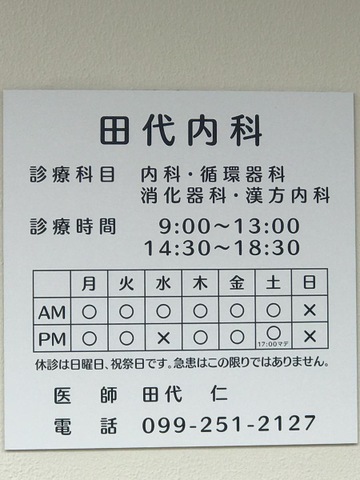 田代内科
診療科目 内科・循環器科
消化器科・漢方内科
診療時間 9:00～13:00
14:30～18:30
月 火 水 木 金 土 日
AM ○ ○ ○ ○ ○ ○ ×
PM ○ ○ × ○ ○ ○ ×
17:00マデ
休診は日曜日、祝祭日です。急患はこの限りではありません。
医師 田代 仁
電話 099-251-2127